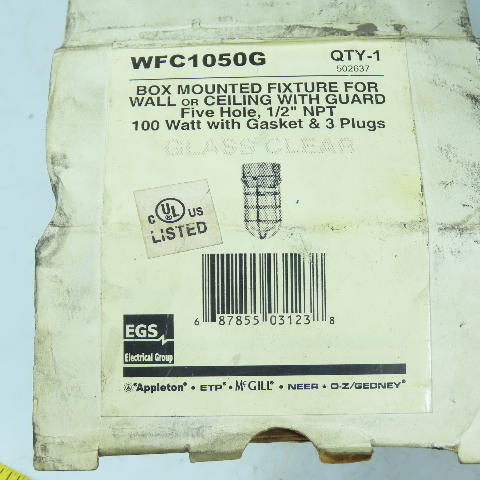 WFC1050G QTY-1
502637
BOX MOUNTED FIXTURE FOR
WALL OR CEILING WITH GUARD
Five Hole, 1/2" NPT
100 Watt with Gasket & 3 Plugs
GLASS CLEAR
C UL US
LISTED
6 87855 03123 8
EGS
Electrical Group
Appleton® • ETP® • McGILL® • NEER • O-Z/GEDNEY®